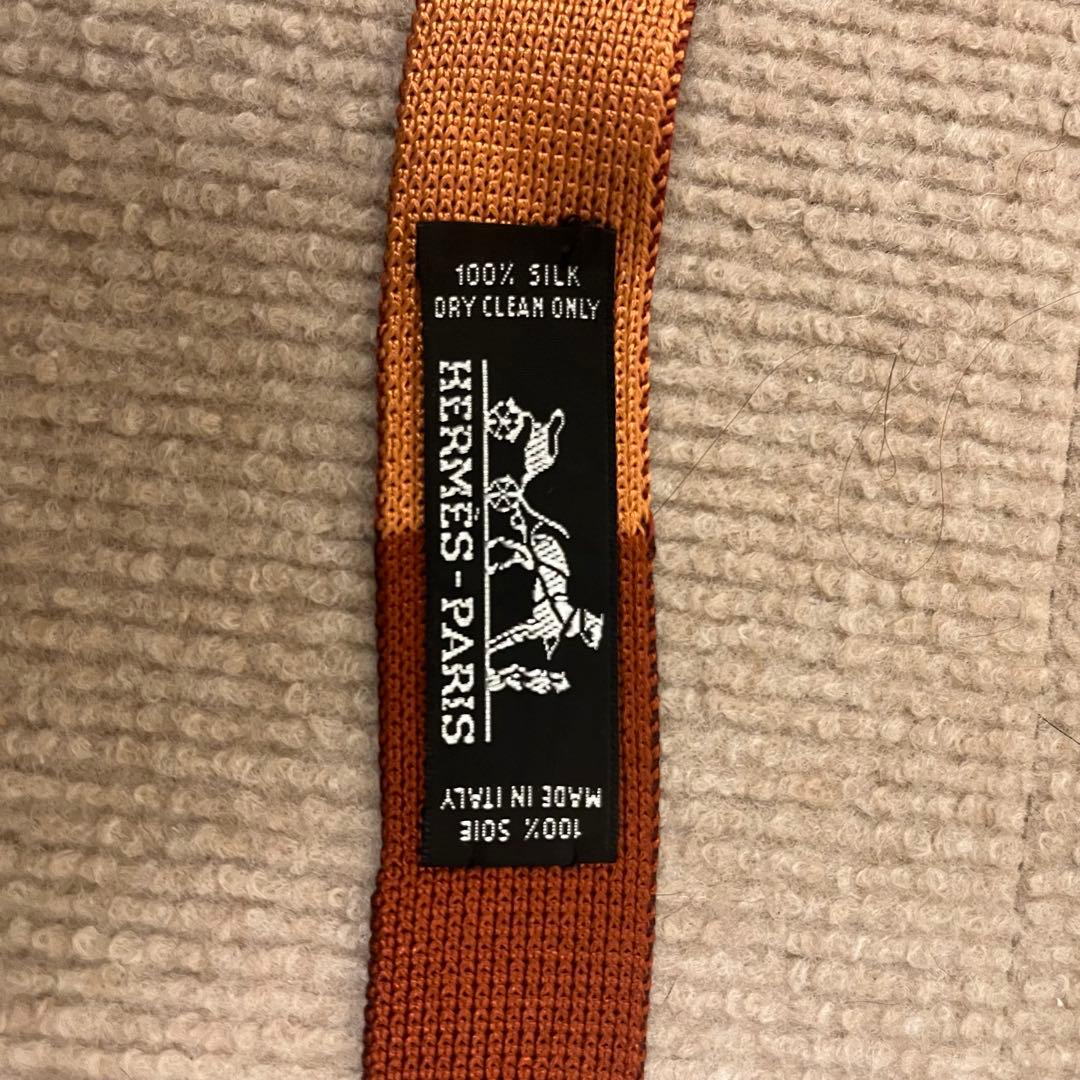 100% SILK
DRY CLEAN ONLY
HERMÈS-PARIS
100% SOIE
MADE IN ITALY